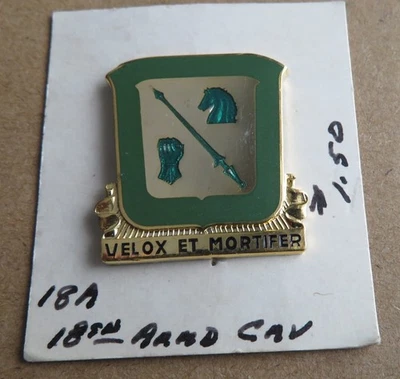 VELOX ET MORTIFER
$1.50
18A
18TH ARMD CAV